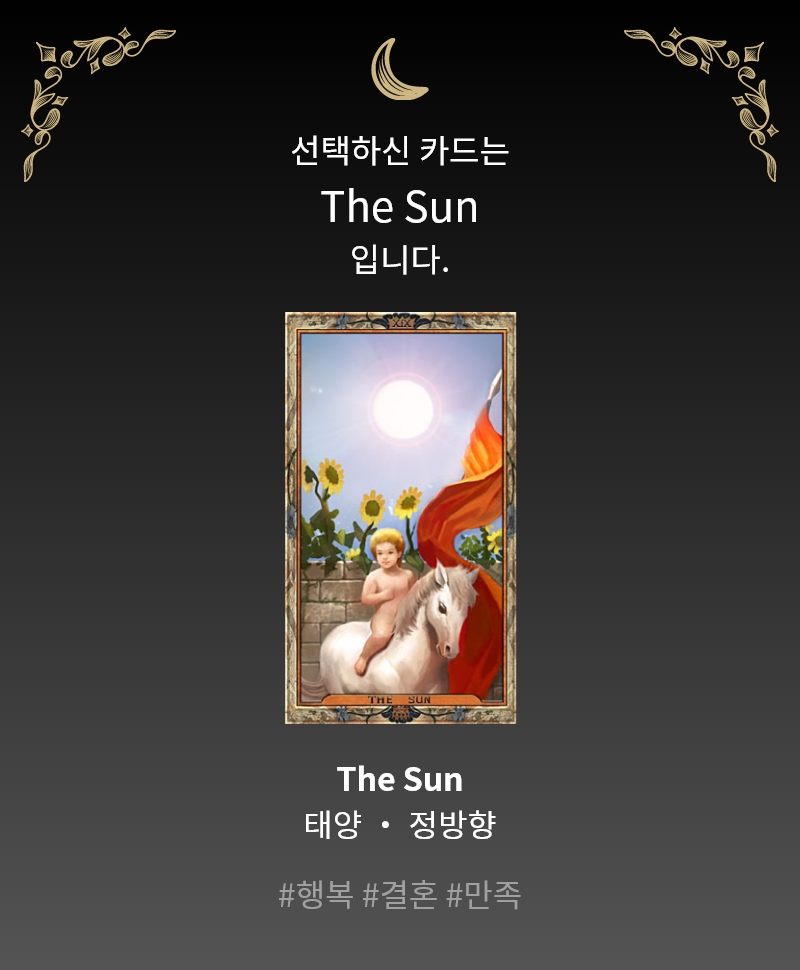 선택하신 카드는
The Sun
입니다.
XIX
THE SUN
The Sun
태양 • 정방향
#행복 #결혼 #만족